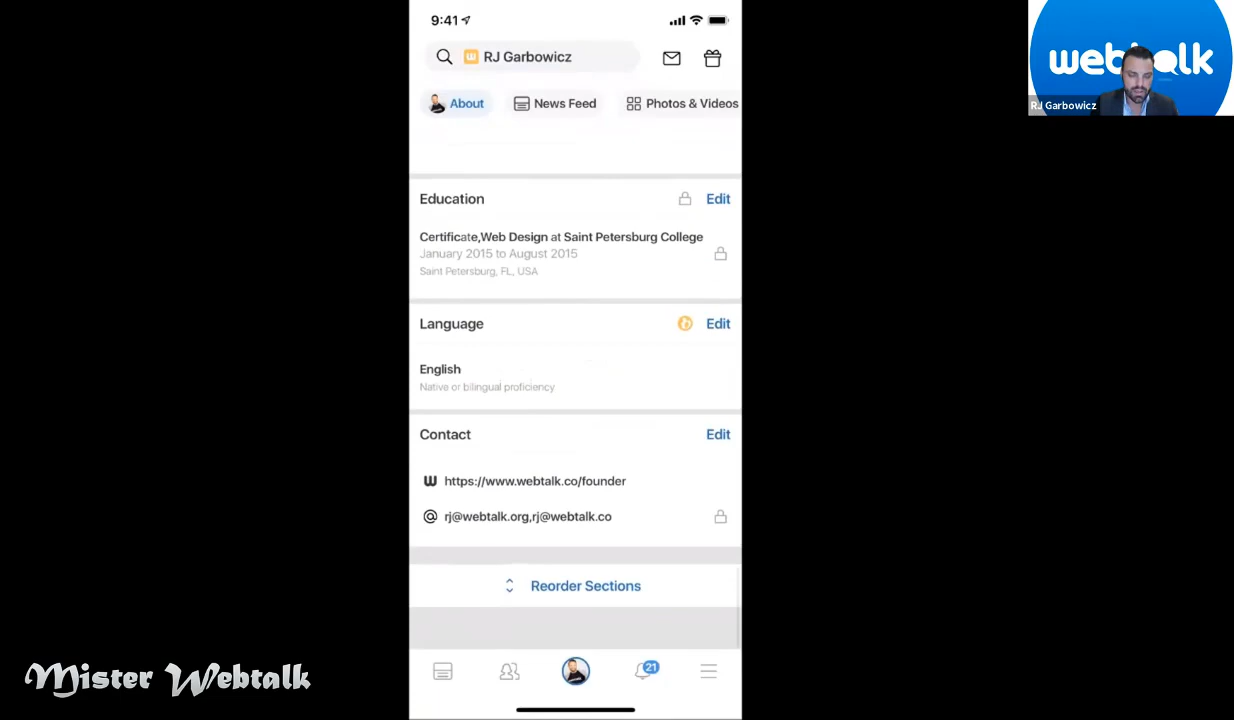 9:41
RJ Garbowicz
About
News Feed
Photos & Videos
Education
Edit
Certificate,Web Design at Saint Petersburg College
January 2015 to August 2015
Saint Petersburg, FL, USA
Language
Edit
English
Native or bilingual proficiency
Contact
Edit
https://www.webtalk.co/founder
rj@webtalk.org,rj@webtalk.co
Reorder Sections
21
webtalk
RJ Garbowicz
Mister Webtalk